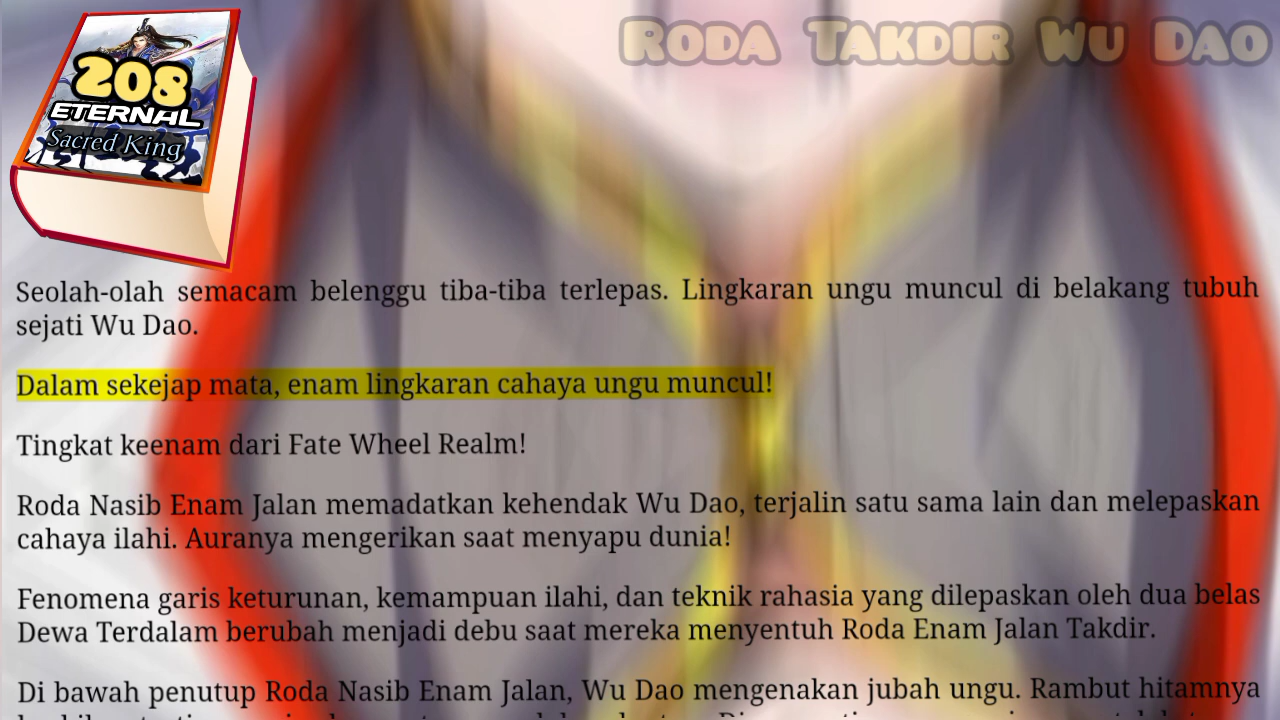 Roda Takdir Wu Dao
208
ETERNAL
Sacred King
Seolah-olah semacam belenggu tiba-tiba terlepas. Lingkaran ungu muncul di belakang tubuh
sejati Wu Dao.
Dalam sekejap mata, enam lingkaran cahaya ungu muncul!
Tingkat keenam dari Fate Wheel Realm!
Roda Nasib Enam Jalan memadatkan kehendak Wu Dao, terjalin satu sama lain dan melepaskan
cahaya ilahi. Auranya mengerikan saat menyapu dunia!
Fenomena garis keturunan, kemampuan ilahi, dan teknik rahasia yang dilepaskan oleh dua belas
Dewa Terdalam berubah menjadi debu saat mereka menyentuh Roda Enam Jalan Takdir.
Di bawah penutup Roda Nasib Enam Jalan, Wu Dao mengenakan jubah ungu. Rambut hitamnya